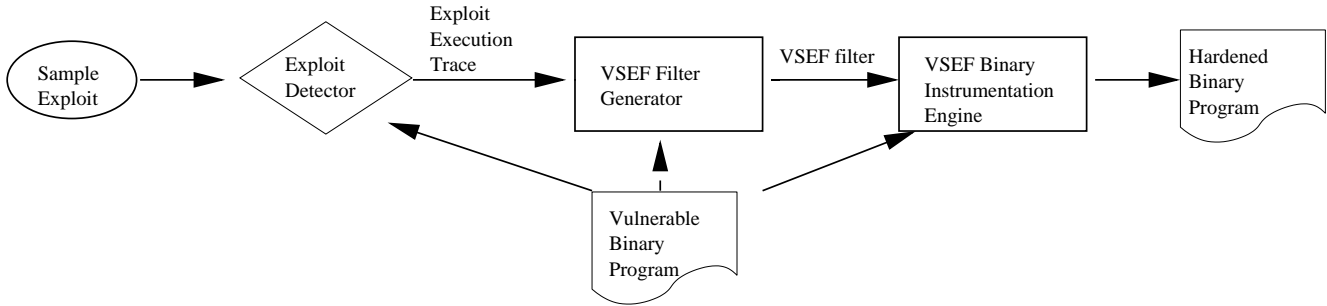 Sample
Exploit
Exploit
Detector
Exploit
Execution
Trace
VSEF Filter
Generator
VSEF filter
VSEF Binary
Instrumentation
Engine
Hardened
Binary
Program
Vulnerable
Binary
Program